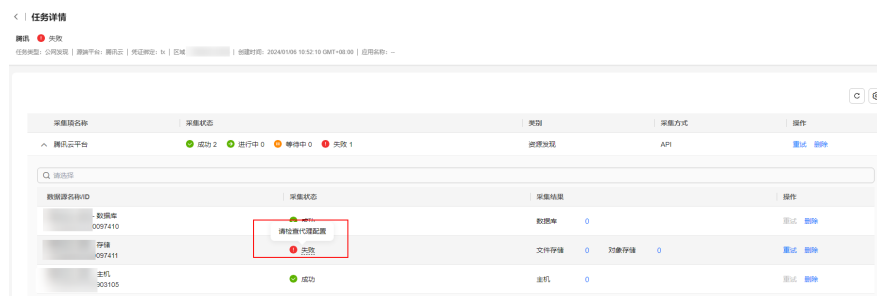 任务详情
腾讯 失败
任务类型：公网发现 | 源端平台：腾讯云 | 凭证绑定：tx | 区域 | 创建时间：2024/01/06 10:52:10 GMT+08:00 | 应用名称：--
采集项名称 采集状态 类别 采集方式 操作
腾讯云平台 成功 2 进行中 0 等待中 0 失败 1 资源发现 API 重试 删除
请选择
数据源名称/ID 采集状态 采集结果 操作
- 数据库 成功 数据库 0 重试 删除
0097410
请检查代理配置
存储 失败 文件存储 0 对象存储 0 重试 删除
0097411
主机 成功 主机 0 重试 删除
903105